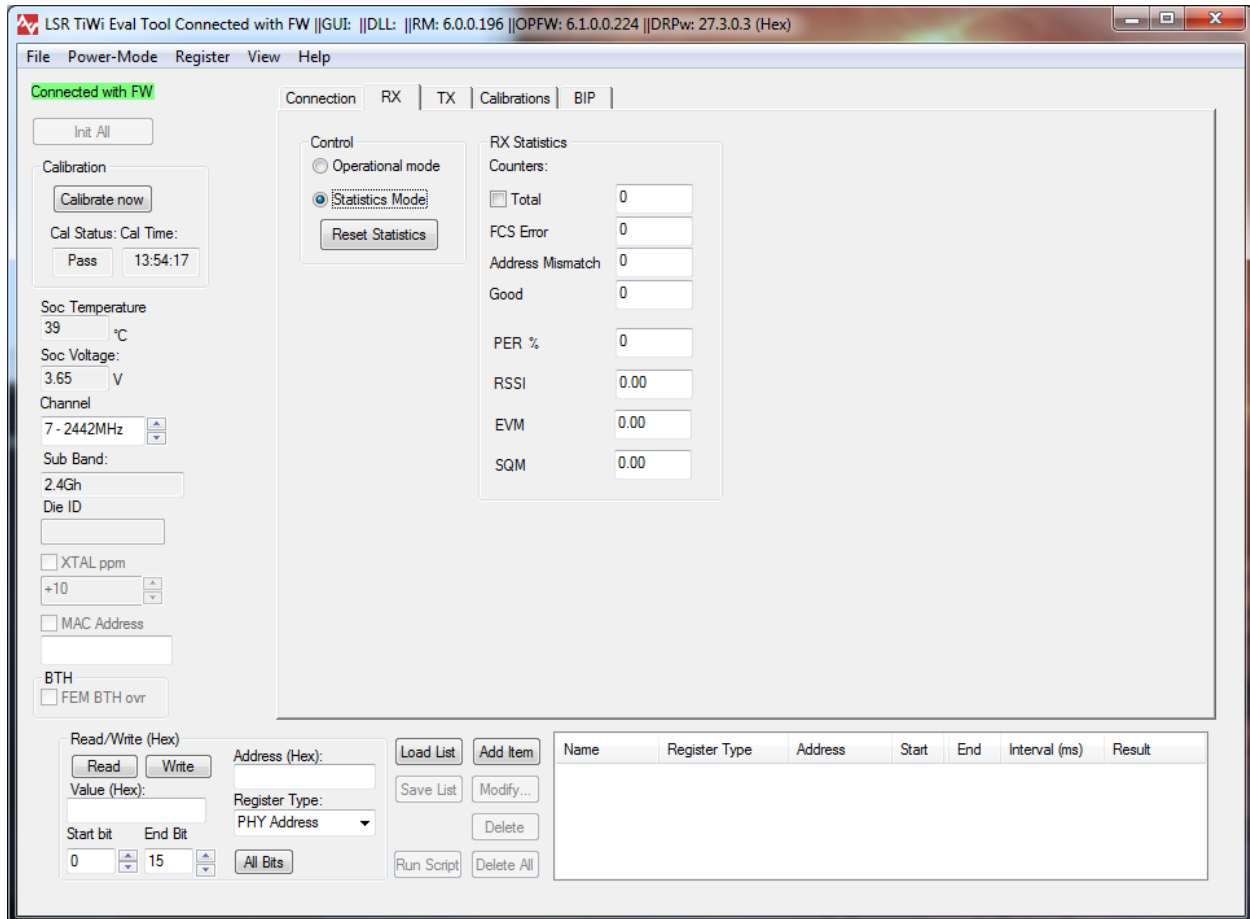 LSR TiWi Eval Tool Connected with FW ||GUI: ||DLL: ||RM: 6.0.0.196 ||OPFW: 6.1.0.0.224 ||DRPw: 27.3.0.3 (Hex)
File Power-Mode Register View Help
Connected with FW
Init All
Calibration
Calibrate now
Cal Status: Cal Time:
Pass 13:54:17
Soc Temperature
39 °C
Soc Voltage:
3.65 V
Channel
7 - 2442MHz
Sub Band:
2.4Gh
Die ID
XTAL ppm
+10
MAC Address
BTH
FEM BTH ovr
Connection RX TX Calibrations BIP
Control
Operational mode
Statistics Mode
Reset Statistics
RX Statistics
Counters:
Total 0
FCS Error 0
Address Mismatch 0
Good 0
PER % 0
RSSI 0.00
EVM 0.00
SQM 0.00
Read/Write (Hex)
Read Write
Value (Hex):
Start bit End Bit
0 15
Address (Hex):
Register Type:
PHY Address
All Bits
Load List Add Item
Save List Modify...
Delete
Run Script Delete All
Name Register Type Address Start End Interval (ms) Result